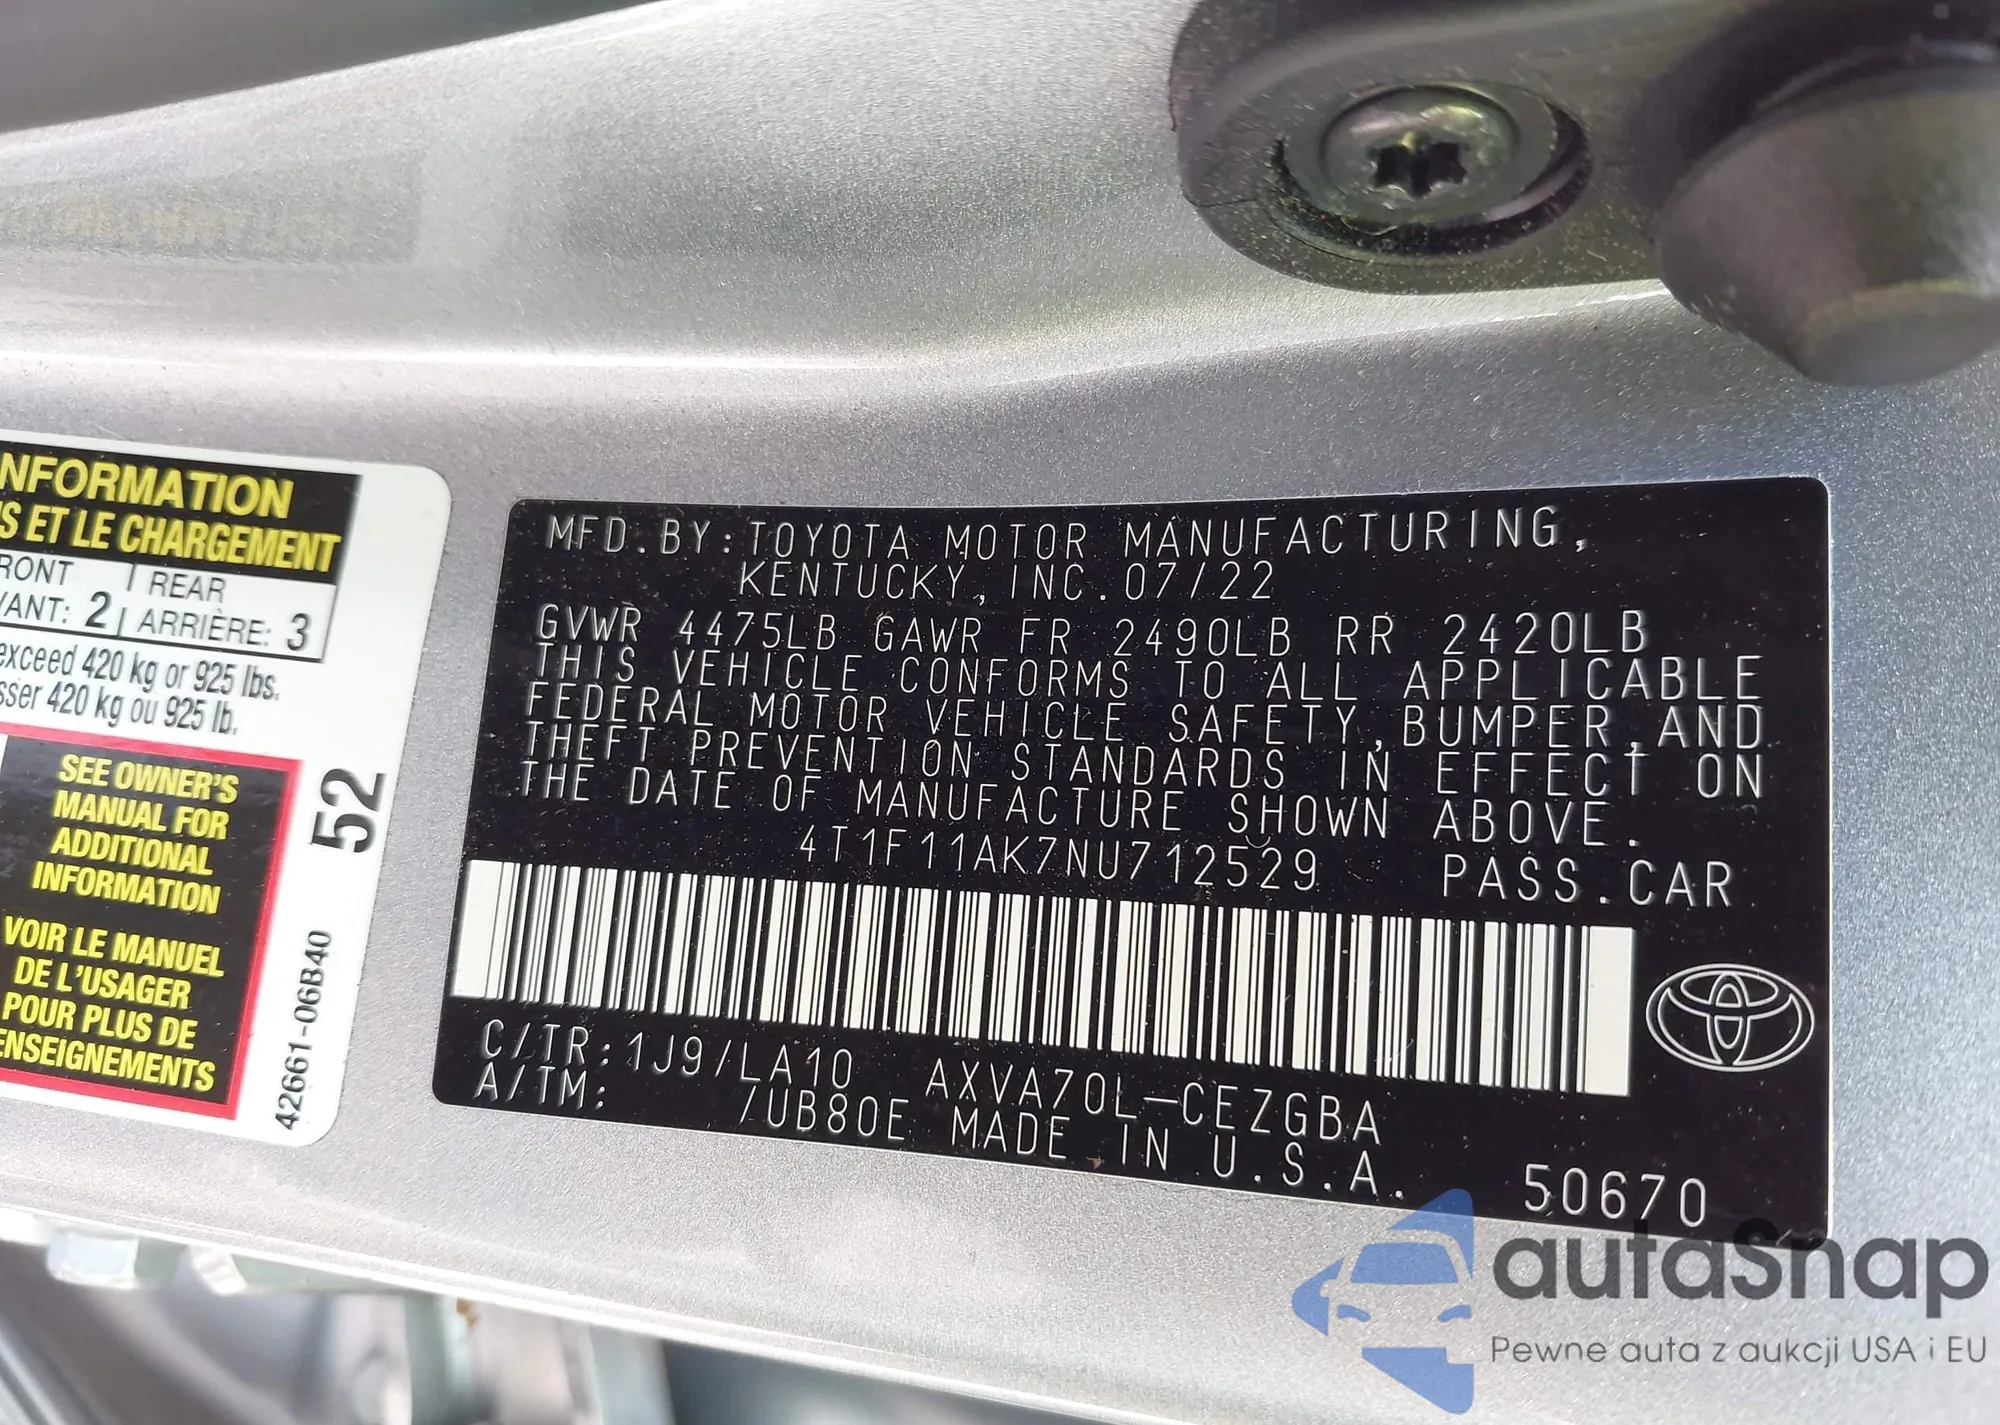 NFORMATION
S ET LE CHARGEMENT
RONT | REAR
VANT: 2 | ARRIÈRE: 3
exceed 420 kg or 925 lbs.
sser 420 kg ou 925 lb.
SEE OWNER'S
MANUAL FOR
ADDITIONAL
INFORMATION
VOIR LE MANUEL
DE L'USAGER
POUR PLUS DE
ENSEIGNEMENTS
52
42661-06B40
MFD.BY:TOYOTA MOTOR MANUFACTURING,
KENTUCKY, INC. 07/22
GVWR 4475LB GAWR FR 2490LB RR 2420LB
THIS VEHICLE CONFORMS TO ALL APPLICABLE
FEDERAL MOTOR VEHICLE SAFETY,BUMPER,AND
THEFT PREVENTION STANDARDS IN EFFECT ON
THE DATE OF MANUFACTURE SHOWN ABOVE.
4T1F11AK7NU712529 PASS.CAR
C/TR:1J9/LA10 AXVA70L-CEZGBA
A/TM: 7UB80E MADE IN U.S.A. 50670
autaSnap
Pewne auta z aukcji USA i EU